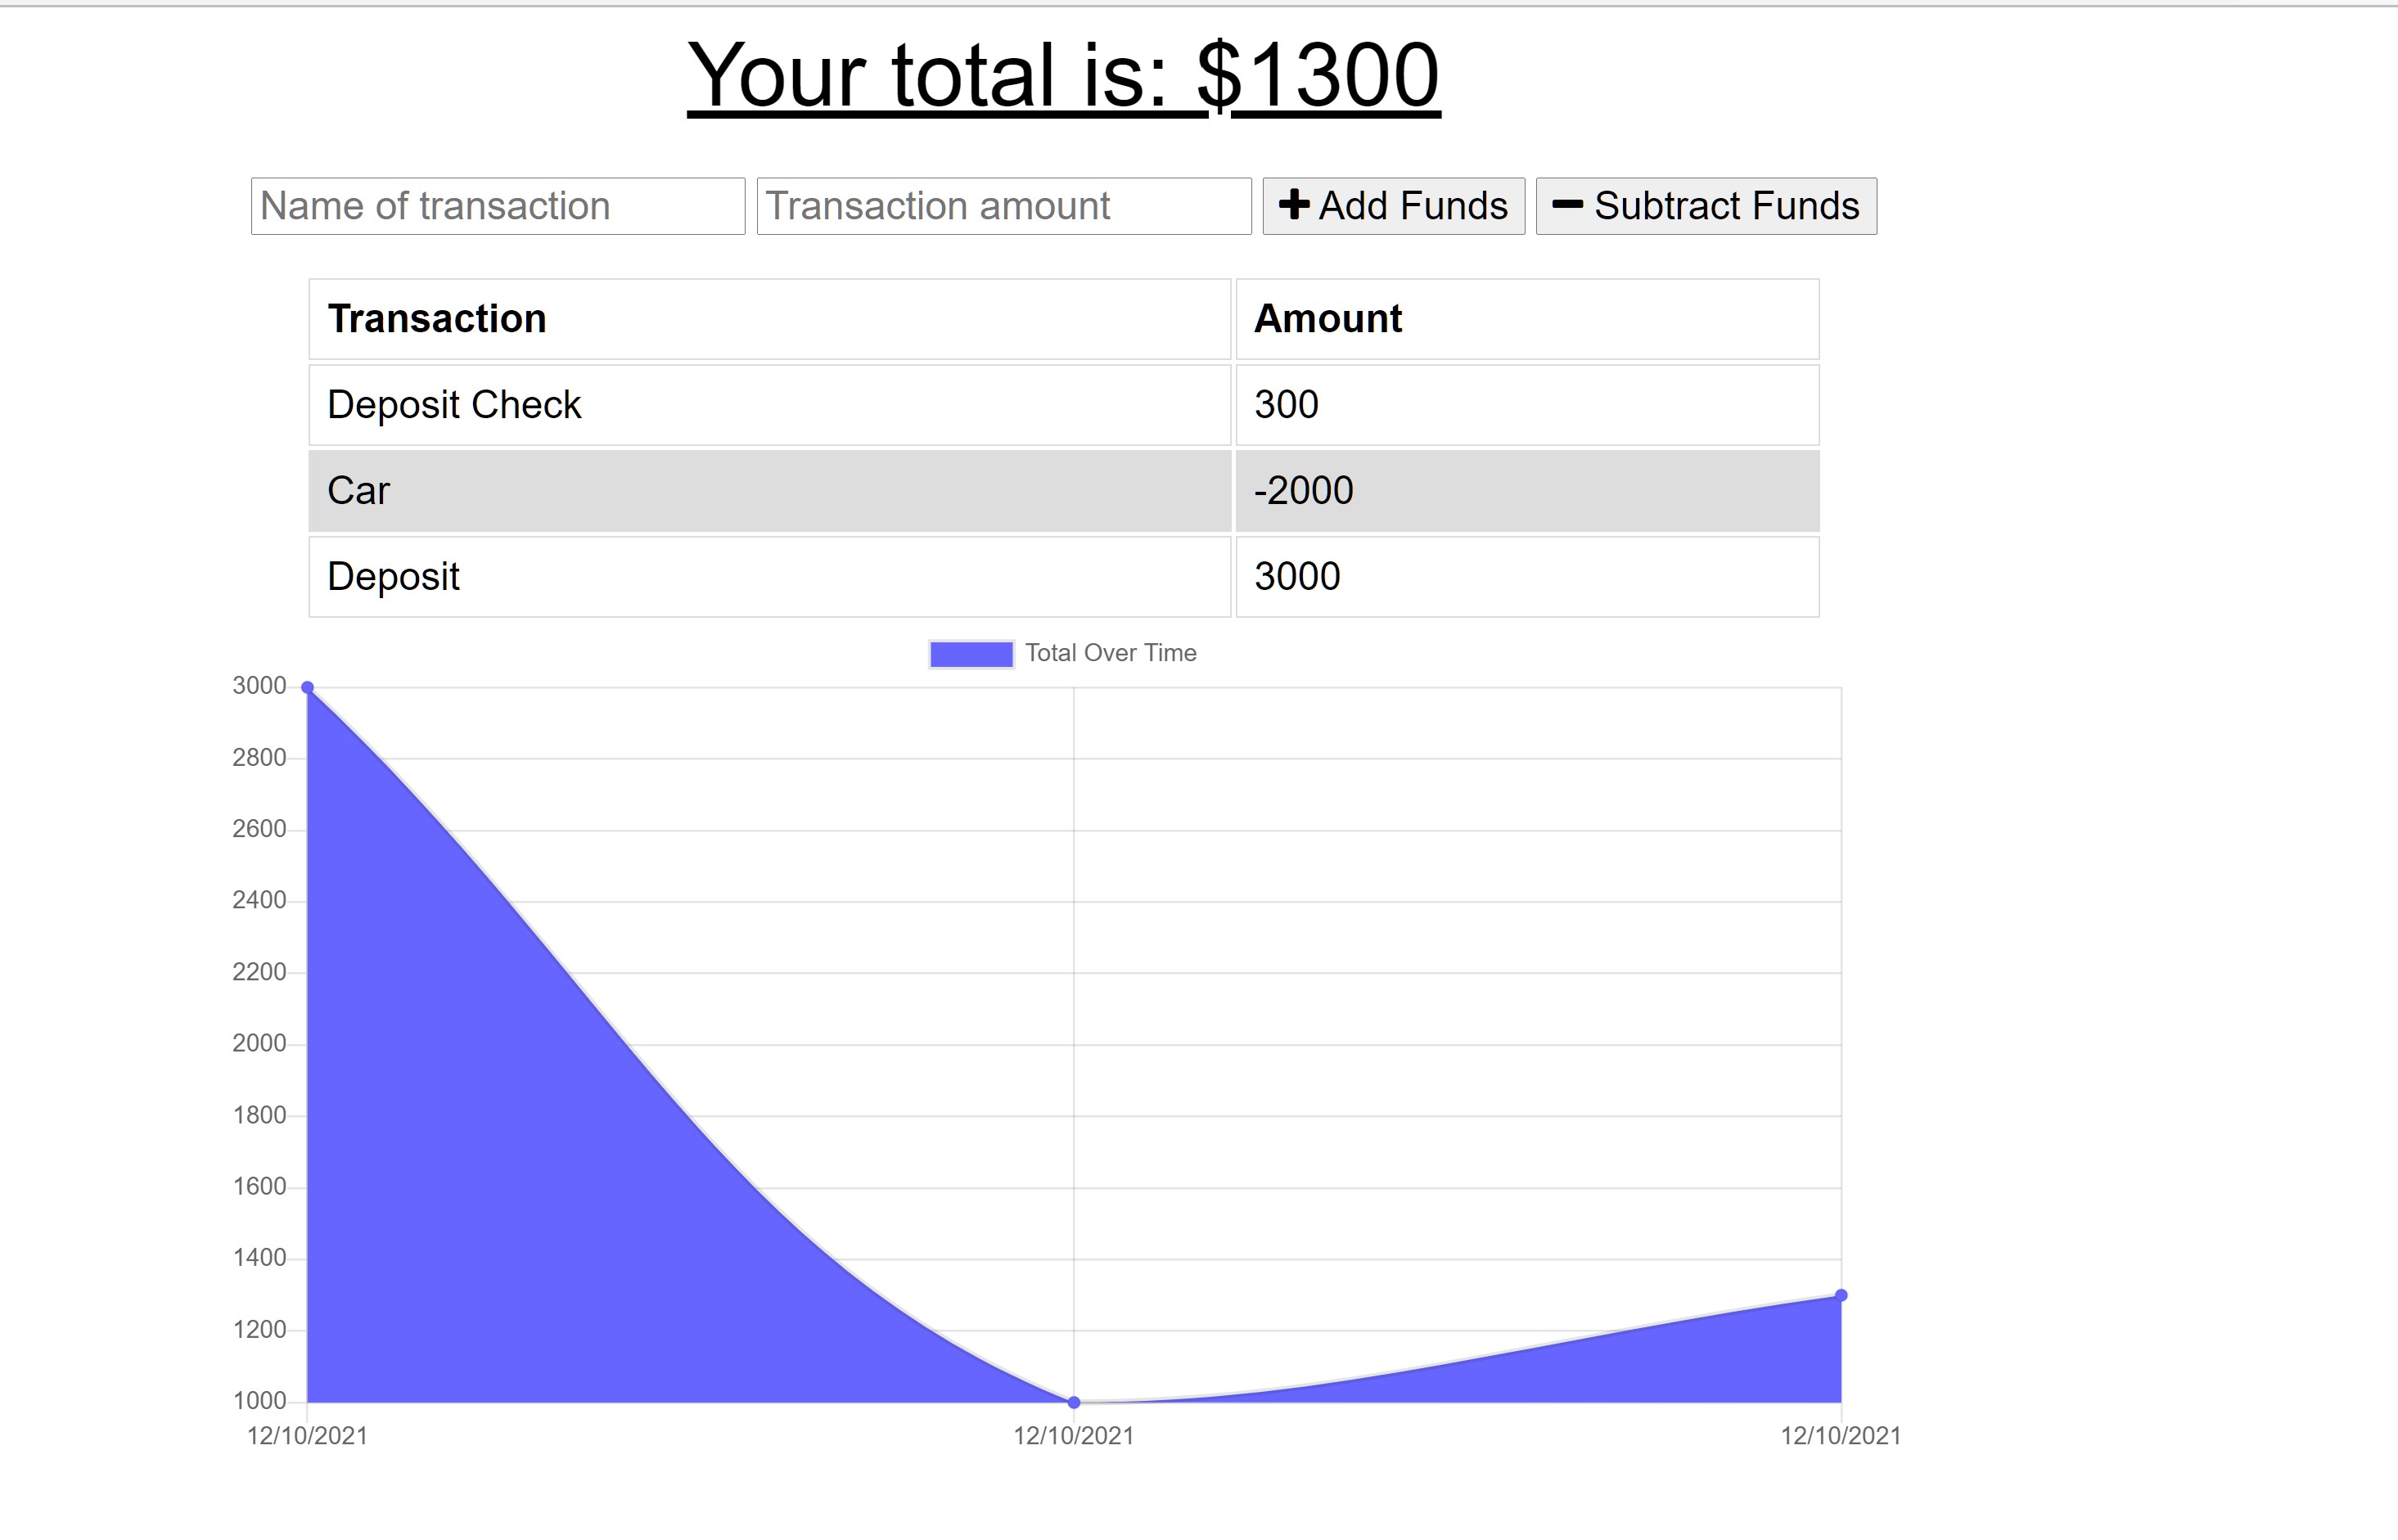 Your total is: $1300
Name of transaction Transaction amount Add Funds Subtract Funds
Transaction Amount
Deposit Check 300
Car -2000
Deposit 3000
Total Over Time
3000
2800
2600
2400
2200
2000
1800
1600
1400
1200
1000
12/10/2021 12/10/2021 12/10/2021